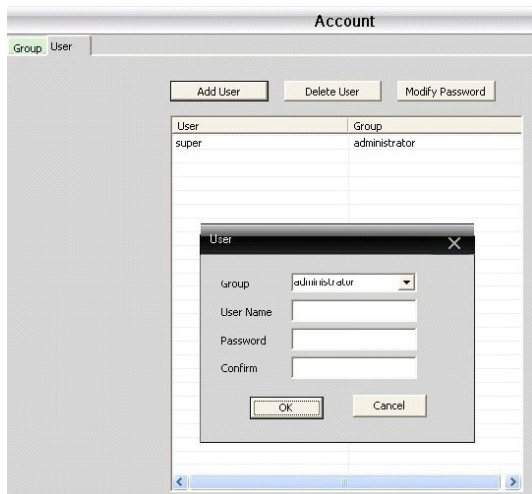 Account
Group User
Add User Delete User Modify Password
User Group
super administrator
User
Group administrator
User Name
Password
Confirm
OK Cancel